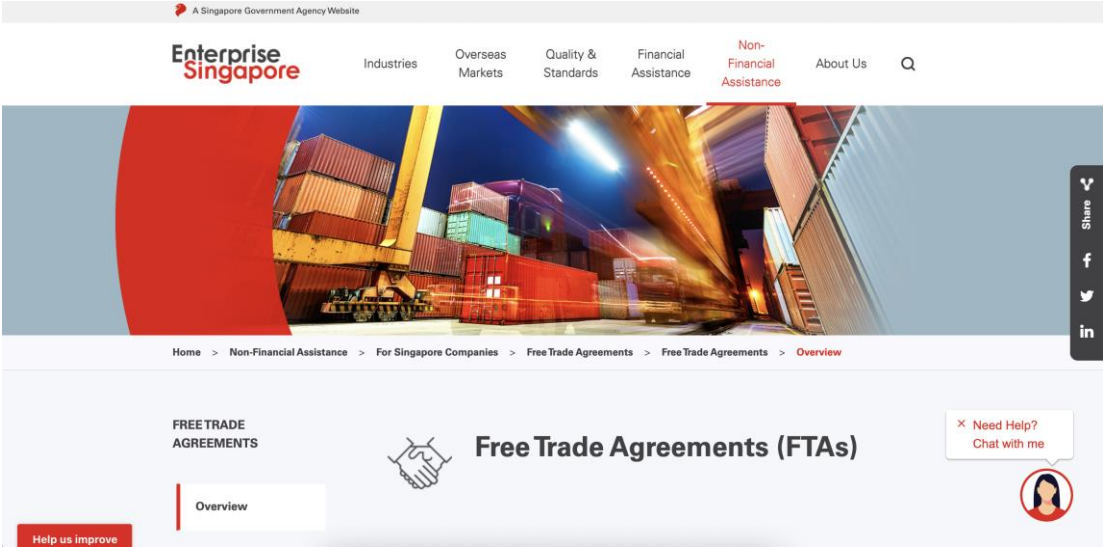 A Singapore Government Agency Website
Enterprise
Singapore
Industries
Overseas
Markets
Quality &
Standards
Financial
Assistance
Non-
Financial
Assistance
About Us
Share
Home > Non-Financial Assistance > For Singapore Companies > Free Trade Agreements > Free Trade Agreements > Overview
FREE TRADE
AGREEMENTS
Free Trade Agreements (FTAs)
× Need Help?
Chat with me
Overview
Help us improve